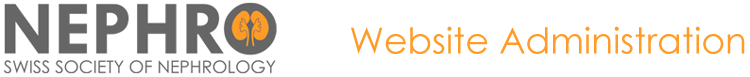 NEPHRO
SWISS SOCIETY OF NEPHROLOGY
Website Administration